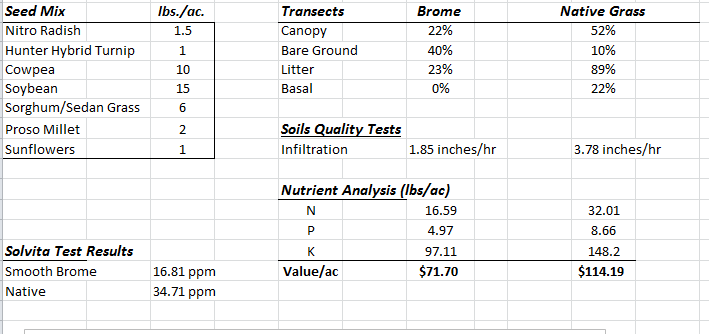 Seed Mix lbs./ac. Transects Brome Native Grass
Nitro Radish 1.5 Canopy 22% 52%
Hunter Hybrid Turnip 1 Bare Ground 40% 10%
Cowpea 10 Litter 23% 89%
Soybean 15 Basal 0% 22%
Sorghum/Sedan Grass 6
Proso Millet 2 Soils Quality Tests
Sunflowers 1 Infiltration 1.85 inches/hr 3.78 inches/hr
Nutrient Analysis (lbs/ac)
N 16.59 32.01
P 4.97 8.66
Solvita Test Results K 97.11 148.2
Smooth Brome 16.81 ppm Value/ac $71.70 $114.19
Native 34.71 ppm